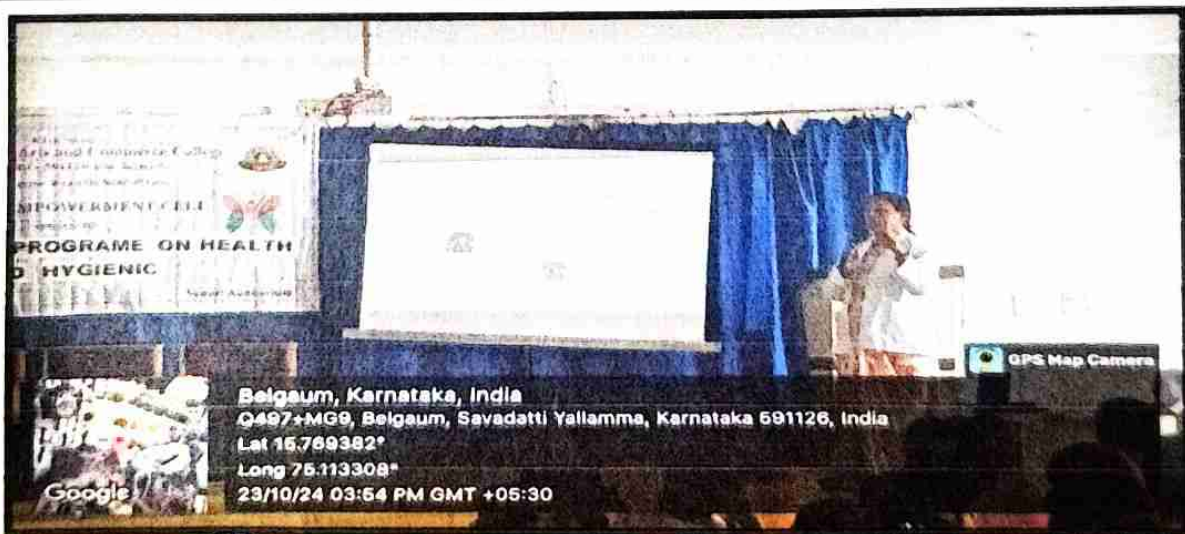 Arts and Commerce College
MPOWERMENT CELL
PROGRAME ON HEALTH
D HYGIENIC
GPS Map Camera
Belgaum, Karnataka, India
Q497+MG9, Belgaum, Savadatti Yallamma, Karnataka 591126, India
Lat 15.769382°
Long 75.113308°
23/10/24 03:54 PM GMT +05:30
Google